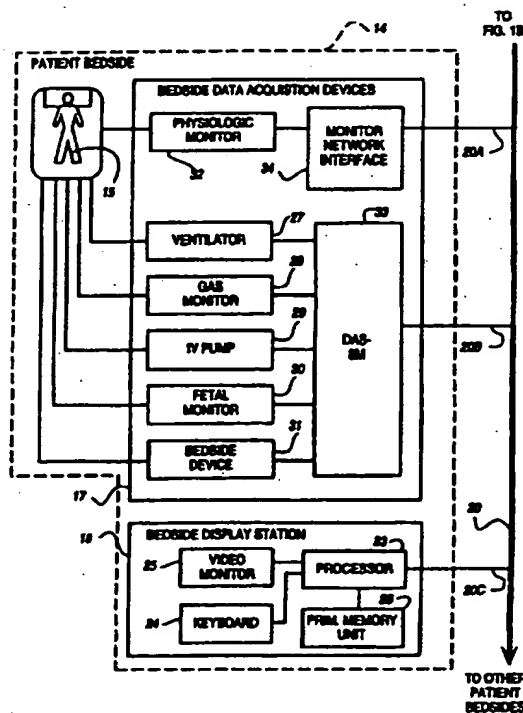 TO
FIG. 1B
14
PATIENT BEDSIDE
BEDSIDE DATA ACQUISTION DEVICES
PHYSIOLOGIC
MONITOR
32
MONITOR
NETWORK
INTERFACE
34
15
20A
VENTILATOR
27
33
GAS
MONITOR
28
DAS-
SM
20B
IV PUMP
29
FETAL
MONITOR
30
BEDSIDE
DEVICE
31
17
20
18
BEDSIDE DISPLAY STATION
VIDEO
MONITOR
25
PROCESSOR
23
20C
KEYBOARD
24
PRIM. MEMORY
UNIT
TO OTHER
PATIENT
BEDSIDES